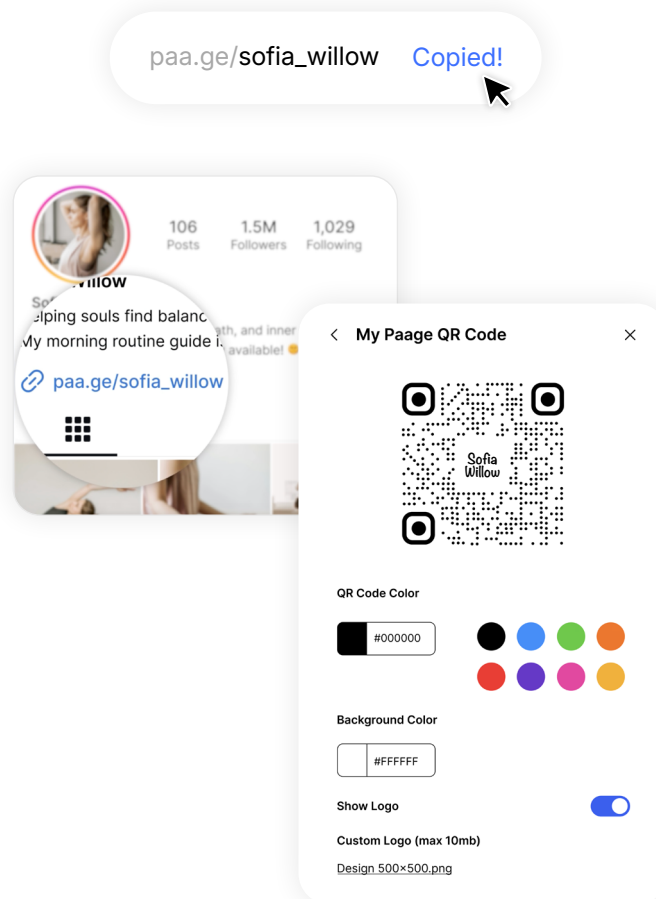 paa.ge/sofia_willow Copied!
106 1.5M 1,029
Posts Followers Following
elping souls find balanc ath, and inner
My morning routine guide i available!
paa.ge/sofia_willow
My Paage QR Code
Sofia
Willow
QR Code Color
#000000
Background Color
#FFFFFF
Show Logo
Custom Logo (max 10mb)
Design 500×500.png